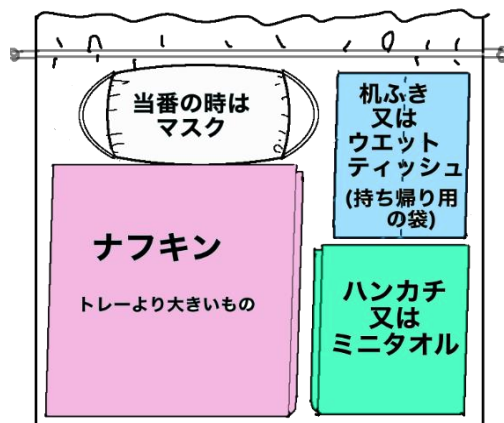 当番の時は
マスク
机ふき
又は
ウエット
ティッシュ
(持ち帰り用
の袋)
ナフキン
トレーより大きいもの
ハンカチ
又は
ミニタオル